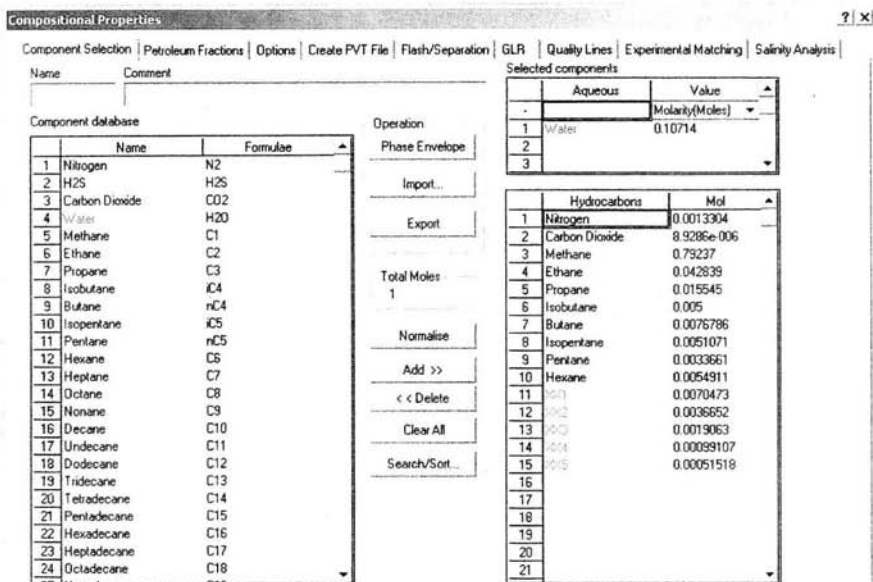 Compositional Properties ? X
Component Selection Petroleum Fractions Options Create PVT File Flash/Separation GLR Quality Lines Experimental Matching Salinity Analysis
Name Comment
Component database
Name Formulae
1 Nitrogen N2
2 H2S H2S
3 Carbon Dioxide CO2
4 Water H2O
5 Methane C1
6 Ethane C2
7 Propane C3
8 Isobutane iC4
9 Butane nC4
10 Isopentane iC5
11 Pentane nC5
12 Hexane C6
13 Heptane C7
14 Octane C8
15 Nonane C9
16 Decane C10
17 Undecane C11
18 Dodecane C12
19 Tridecane C13
20 Tetradecane C14
21 Pentadecane C15
22 Hexadecane C16
23 Heptadecane C17
24 Octadecane C18
Operation
Phase Envelope
Import...
Export
Total Moles
1
Normalise
Add >>
<< Delete
Clear All
Search/Sort...
Selected components
Aqueous Value
- Molarity(Moles)
1 Water 0.10714
2
3
Hydrocarbons Mol
1 Nitrogen 0.0013304
2 Carbon Dioxide 8.9286e-006
3 Methane 0.79237
4 Ethane 0.042839
5 Propane 0.015545
6 Isobutane 0.005
7 Butane 0.0076786
8 Isopentane 0.0051071
9 Pentane 0.0033661
10 Hexane 0.0054911
11 0.0070473
12 0.0036652
13 0.0019063
14 0.00099107
15 0.00051518
16
17
18
19
20
21